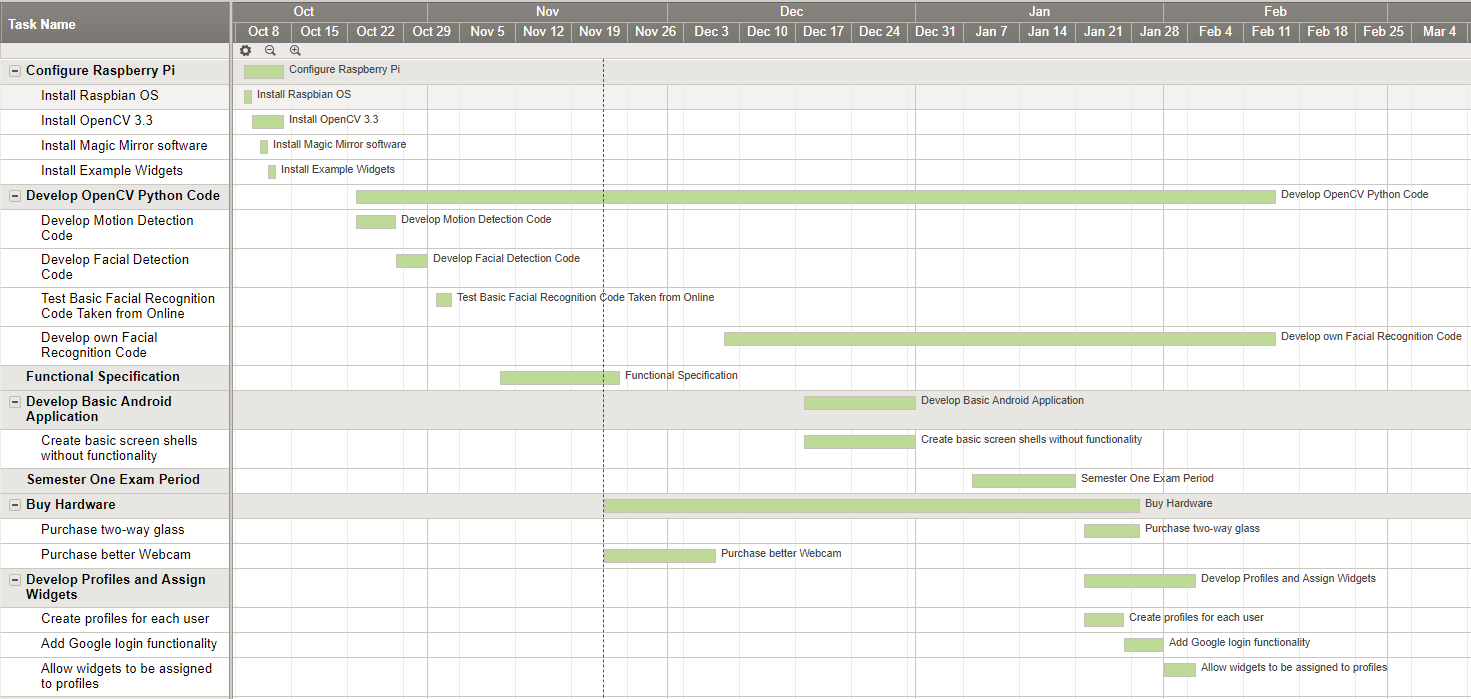 Task Name
Oct Nov Dec Jan Feb
Oct 8 Oct 15 Oct 22 Oct 29 Nov 5 Nov 12 Nov 19 Nov 26 Dec 3 Dec 10 Dec 17 Dec 24 Dec 31 Jan 7 Jan 14 Jan 21 Jan 28 Feb 4 Feb 11 Feb 18 Feb 25 Mar 4
Configure Raspberry Pi Configure Raspberry Pi
Install Raspbian OS Install Raspbian OS
Install OpenCV 3.3 Install OpenCV 3.3
Install Magic Mirror software Install Magic Mirror software
Install Example Widgets Install Example Widgets
Develop OpenCV Python Code Develop OpenCV Python Code
Develop Motion Detection Develop Motion Detection Code
Code
Develop Facial Detection Develop Facial Detection Code
Code
Test Basic Facial Recognition Test Basic Facial Recognition Code Taken from Online
Code Taken from Online
Develop own Facial Develop own Facial Recognition Code
Recognition Code
Functional Specification Functional Specification
Develop Basic Android Develop Basic Android Application
Application
Create basic screen shells Create basic screen shells without functionality
without functionality
Semester One Exam Period Semester One Exam Period
Buy Hardware Buy Hardware
Purchase two-way glass Purchase two-way glass
Purchase better Webcam Purchase better Webcam
Develop Profiles and Assign Develop Profiles and Assign Widgets
Widgets
Create profiles for each user Create profiles for each user
Add Google login functionality Add Google login functionality
Allow widgets to be assigned Allow widgets to be assigned to profiles
to profiles